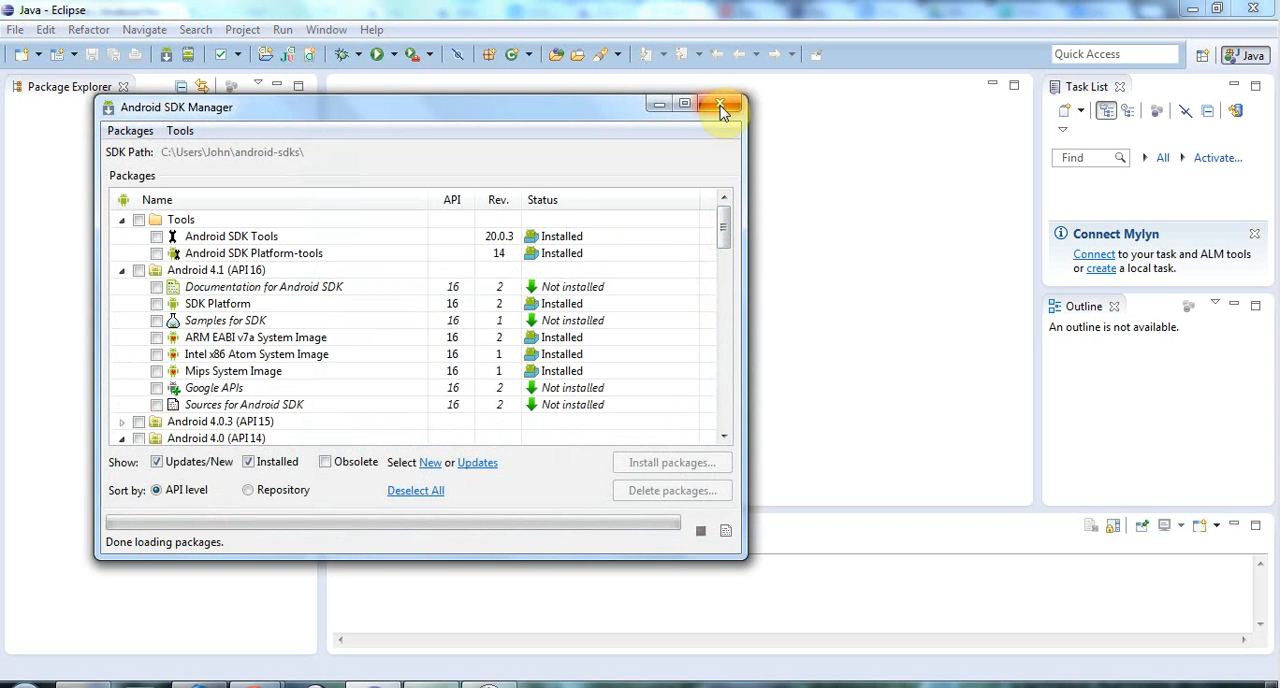 Java - Eclipse
File Edit Refactor Navigate Search Project Run Window Help
Quick Access Java
Package Explorer
Task List
Android SDK Manager
Packages Tools
SDK Path: C:\Users\John\android-sdks\
Packages
Name API Rev. Status
Tools
Android SDK Tools 20.0.3 Installed
Android SDK Platform-tools 14 Installed
Android 4.1 (API 16)
Documentation for Android SDK 16 2 Not installed
SDK Platform 16 2 Installed
Samples for SDK 16 1 Not installed
ARM EABI v7a System Image 16 2 Installed
Intel x86 Atom System Image 16 1 Installed
Mips System Image 16 1 Installed
Google APIs 16 2 Not installed
Sources for Android SDK 16 2 Not installed
Android 4.0.3 (API 15)
Android 4.0 (API 14)
Show: Updates/New Installed Obsolete Select New or Updates Install packages...
Sort by: API level Repository Deselect All Delete packages...
Done loading packages.
Find All Activate...
Connect Mylyn
Connect to your task and ALM tools
or create a local task.
Outline
An outline is not available.